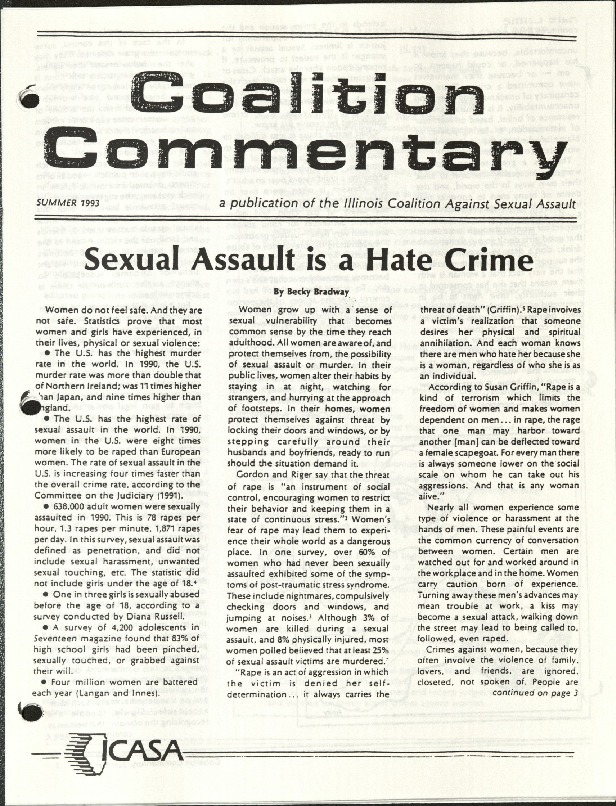 Coalition
Commentary
SUMMER 1993
a publication of the Illinois Coalition Against Sexual Assault
Sexual Assault is a Hate Crime
By Becky Bradway
Women do not feel safe. And they are
not safe. Statistics prove that most
women and girls have experienced, in
their lives, physical or sexual violence:
● The U.S. has the highest murder
rate in the world. In 1990, the U.S.
murder rate was more than double that
of Northern Ireland; was 11 times higher
than Japan, and nine times higher than
England.
● The U.S. has the highest rate of
sexual assault in the world. In 1990,
women in the U.S. were eight times
more likely to be raped than European
women. The rate of sexual assault in the
U.S. is increasing four times faster than
the overall crime rate, according to the
Committee on the Judiciary (1991).
● 638,000 adult women were sexually
assaulted in 1990. This is 78 rapes per
hour, 1.3 rapes per minute, 1,871 rapes
per day. In this survey, sexual assault was
defined as penetration, and did not
include sexual harassment, unwanted
sexual touching, etc. The statistic did
not include girls under the age of 18.⁴
● One in three girls is sexually abused
before the age of 18, according to a
survey conducted by Diana Russell.
● A survey of 4,200 adolescents in
Seventeen magazine found that 83% of
high school girls had been pinched,
sexually touched, or grabbed against
their will.
● Four million women are battered
each year (Langan and Innes).
Women grow up with a sense of
sexual vulnerability that becomes
common sense by the time they reach
adulthood. All women are aware of, and
protect themselves from, the possibility
of sexual assault or murder. In their
public lives, women alter their habits by
staying in at night, watching for
strangers, and hurrying at the approach
of footsteps. In their homes, women
protect themselves against threat by
locking their doors and windows, or by
stepping carefully around their
husbands and boyfriends, ready to run
should the situation demand it.
Gordon and Riger say that the threat
of rape is "an instrument of social
control, encouraging women to restrict
their behavior and keeping them in a
state of continuous stress."³ Women's
fear of rape may lead them to experi-
ence their whole world as a dangerous
place. In one survey, over 60% of
women who had never been sexually
assaulted exhibited some of the symp-
toms of post-traumatic stress syndrome.
These include nightmares, compulsively
checking doors and windows, and
jumping at noises.¹ Although 3% of
women are killed during a sexual
assault, and 8% physically injured, most
women polled believed that at least 25%
of sexual assault victims are murdered.
"Rape is an act of aggression in which
the victim is denied her self-
determination... it always carries the
threat of death" (Griffin).⁵ Rape involves
a victim's realization that someone
desires her physical and spiritual
annihilation. And each woman knows
there are men who hate her because she
is a woman, regardless of who she is as
an individual.
According to Susan Griffin, "Rape is a
kind of terrorism which limits the
freedom of women and makes women
dependent on men... in rape, the rage
that one man may harbor toward
another [man] can be deflected toward
a female scapegoat. For every man there
is always someone lower on the social
scale on whom he can take out his
aggressions. And that is any woman
alive."
Nearly all women experience some
type of violence or harassment at the
hands of men. These painful events are
the common currency of conversation
between women. Certain men are
watched out for and worked around in
the workplace and in the home. Women
carry caution born of experience.
Turning away these men's advances may
mean trouble at work, a kiss may
become a sexual attack, walking down
the street may lead to being called to,
followed, even raped.
Crimes against women, because they
often involve the violence of family,
lovers, and friends, are ignored,
closeted, not spoken of. People are
continued on page 3
ICASA